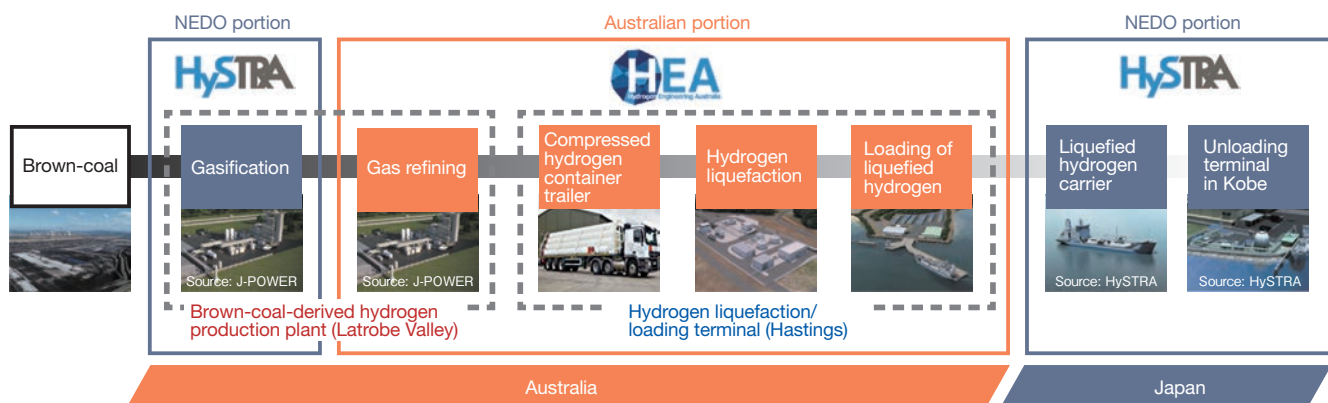 NEDO portion
Australian portion
NEDO portion
HySTRA
HEA
Hydrogen Engineering Australia
HySTRA
Brown-coal
Gasification
Gas refining
Compressed
hydrogen
container
trailer
Hydrogen
liquefaction
Loading of
liquefied
hydrogen
Liquefied
hydrogen
carrier
Unloading
terminal
in Kobe
Source: J-POWER
Source: J-POWER
Source: HySTRA
Source: HySTRA
Brown-coal-derived hydrogen
production plant (Latrobe Valley)
Hydrogen liquefaction/
loading terminal (Hastings)
Australia
Japan